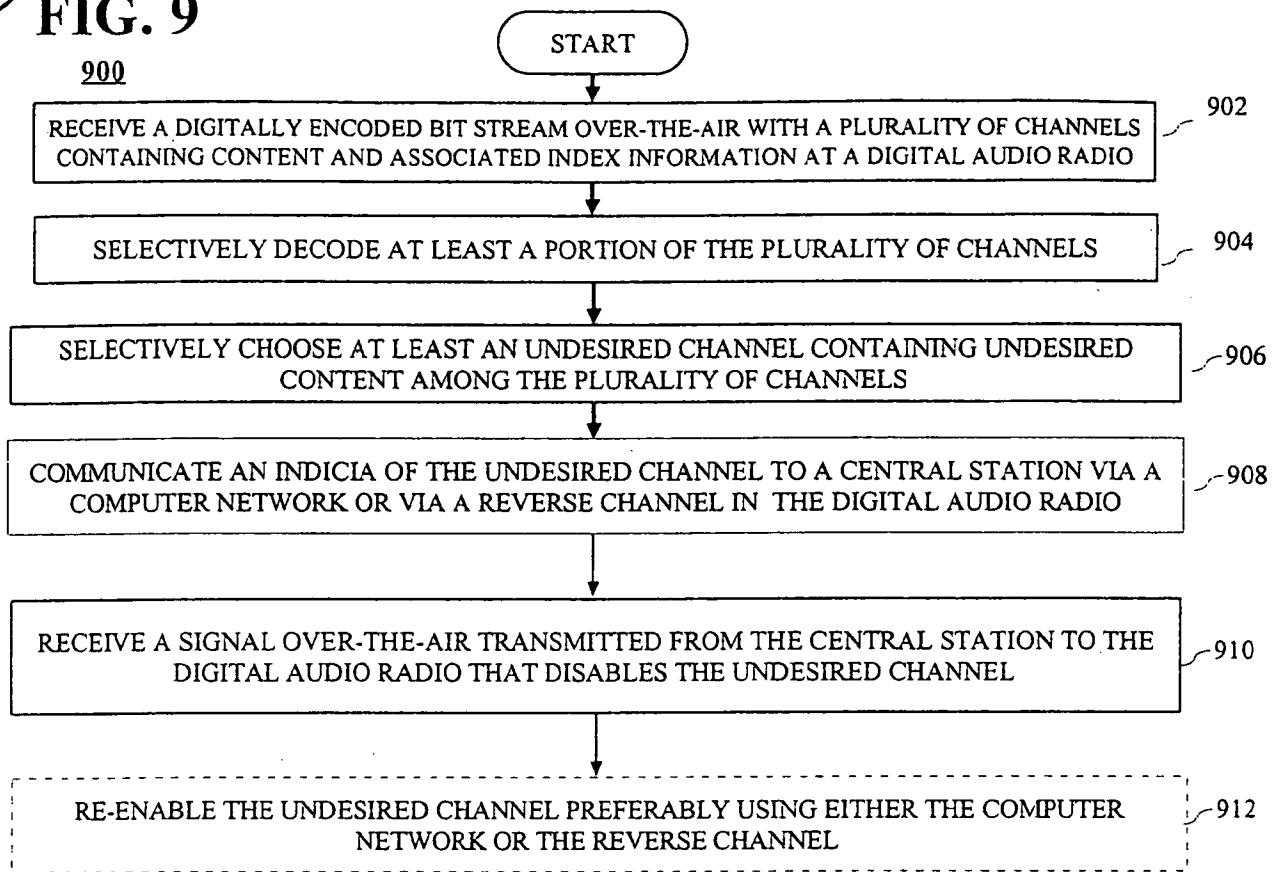 FIG. 9
900
START
RECEIVE A DIGITALLY ENCODED BIT STREAM OVER-THE-AIR WITH A PLURALITY OF CHANNELS
CONTAINING CONTENT AND ASSOCIATED INDEX INFORMATION AT A DIGITAL AUDIO RADIO
902
SELECTIVELY DECODE AT LEAST A PORTION OF THE PLURALITY OF CHANNELS
904
SELECTIVELY CHOOSE AT LEAST AN UNDESIRED CHANNEL CONTAINING UNDESIRED
CONTENT AMONG THE PLURALITY OF CHANNELS
906
COMMUNICATE AN INDICIA OF THE UNDESIRED CHANNEL TO A CENTRAL STATION VIA A
COMPUTER NETWORK OR VIA A REVERSE CHANNEL IN THE DIGITAL AUDIO RADIO
908
RECEIVE A SIGNAL OVER-THE-AIR TRANSMITTED FROM THE CENTRAL STATION TO THE
DIGITAL AUDIO RADIO THAT DISABLES THE UNDESIRED CHANNEL
910
RE-ENABLE THE UNDESIRED CHANNEL PREFERABLY USING EITHER THE COMPUTER
NETWORK OR THE REVERSE CHANNEL
912